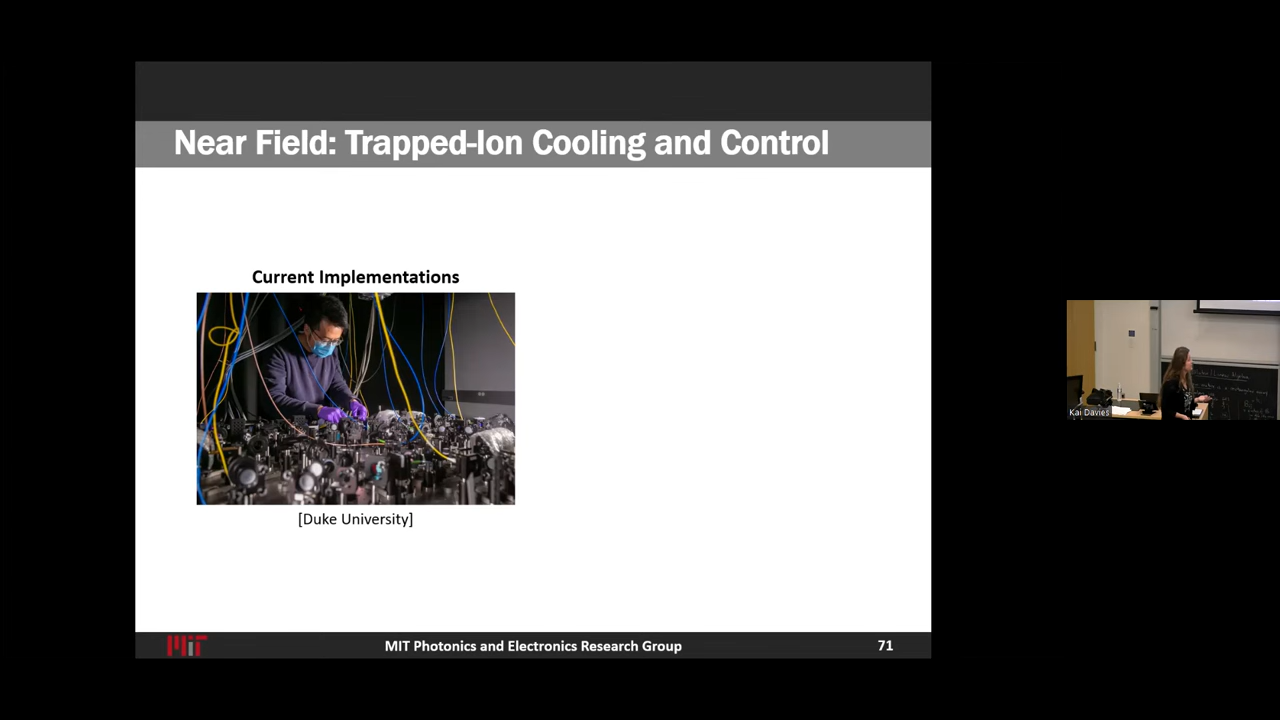 Near Field: Trapped-Ion Cooling and Control
Current Implementations
[Duke University]
MIT
MIT Photonics and Electronics Research Group
71
Kai Davies